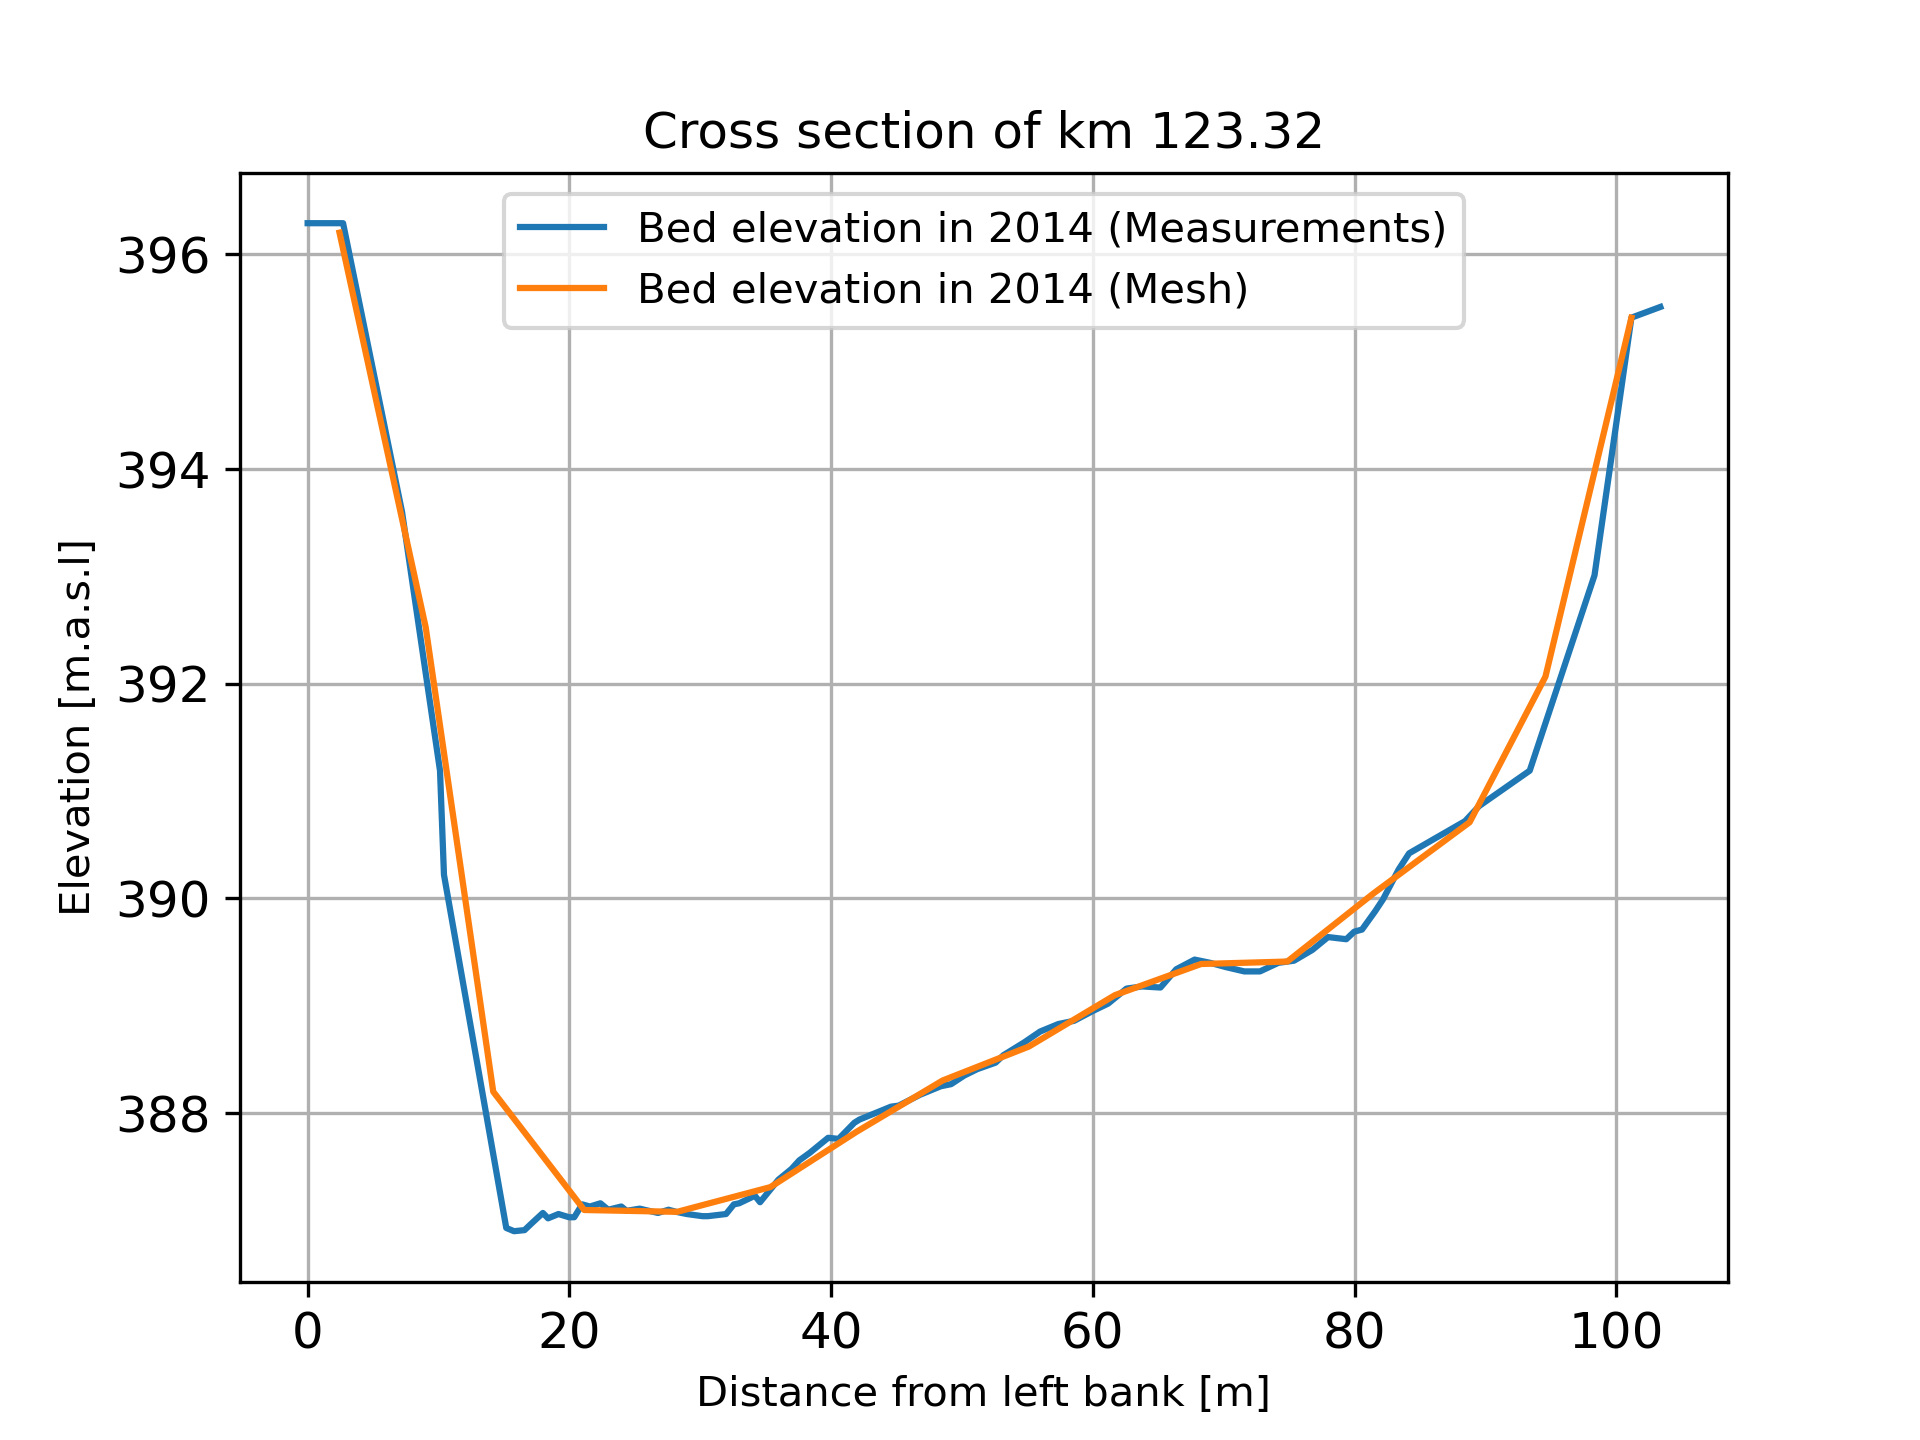 Cross section of km 123.32
Bed elevation in 2014 (Measurements)
Bed elevation in 2014 (Mesh)
Elevation [m.a.s.l]
396
394
392
390
388
0 20 40 60 80 100
Distance from left bank [m]